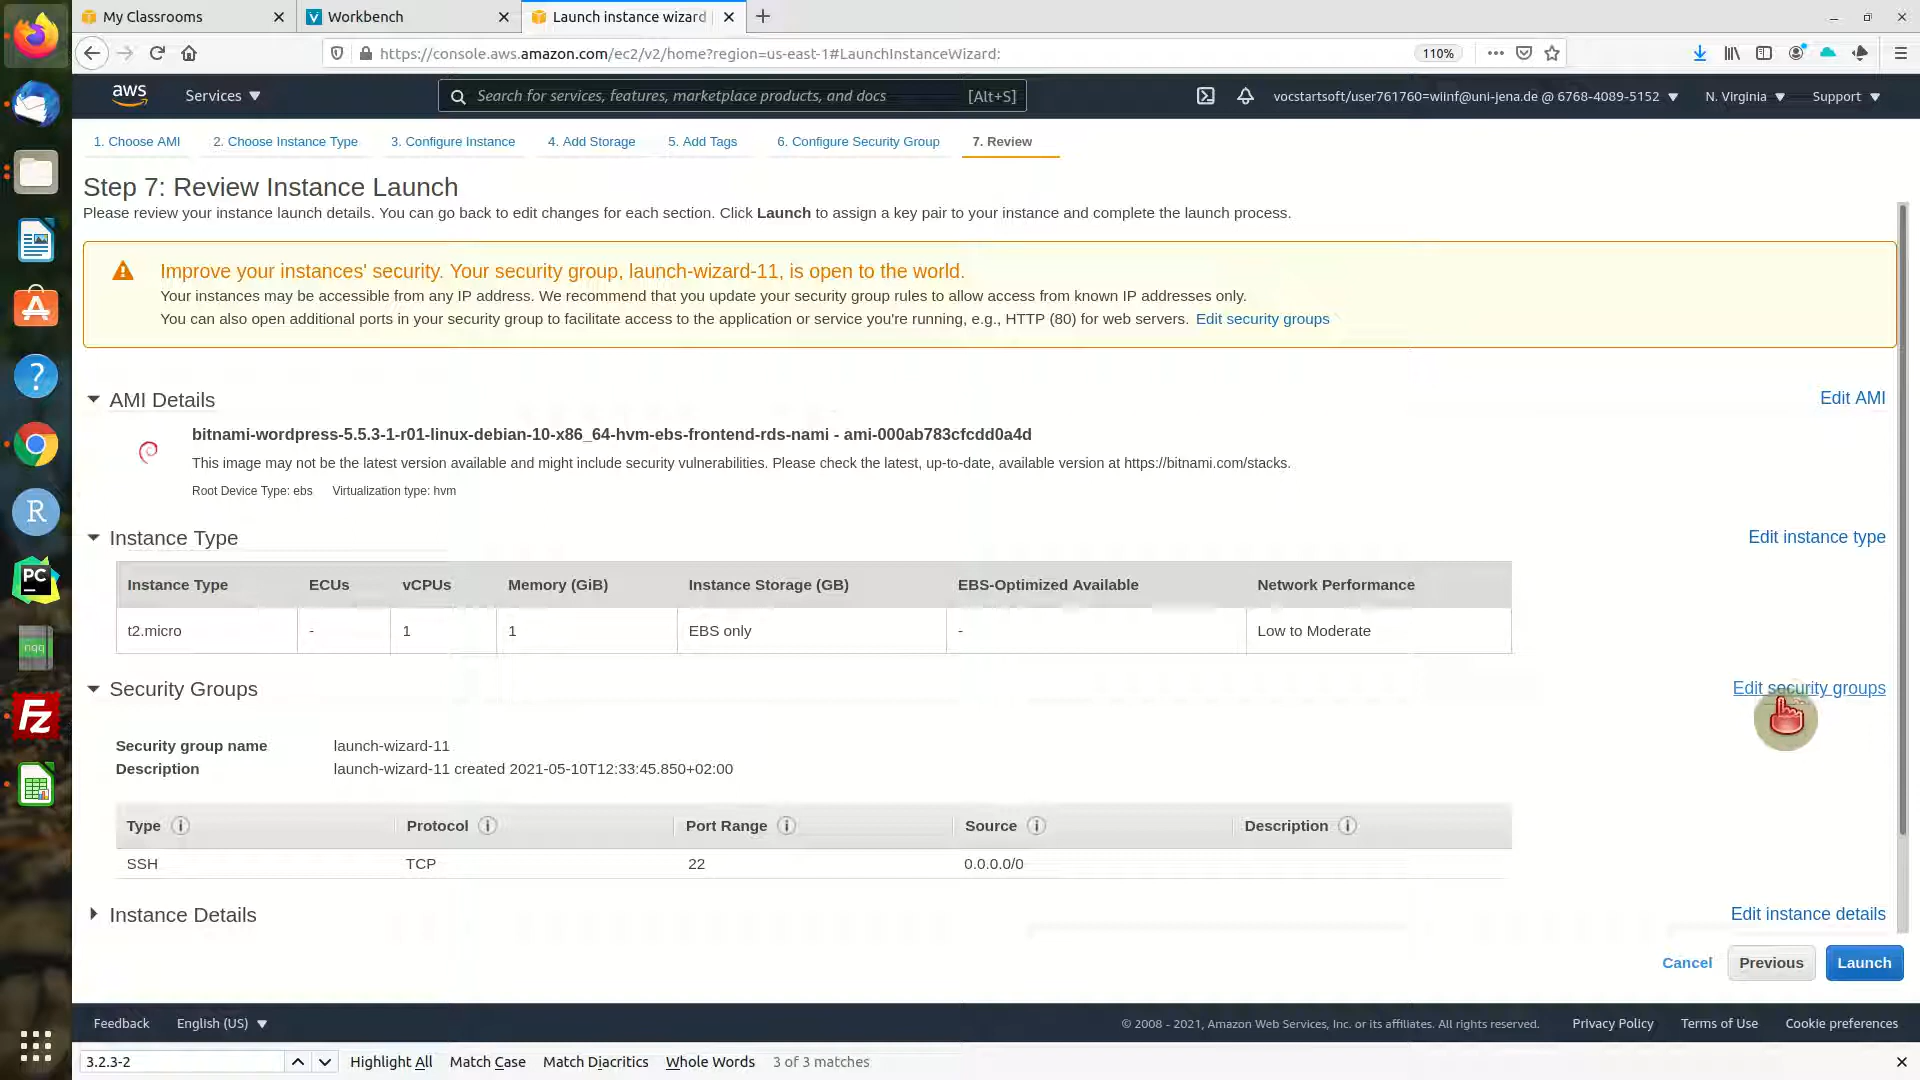 My Classrooms
Workbench
Launch instance wizard
https://console.aws.amazon.com/ec2/v2/home?region=us-east-1#LaunchInstanceWizard:
110%
aws
Services
Search for services, features, marketplace products, and docs [Alt+S]
vocstartsoft/user761760=wiinf@uni-jena.de @ 6768-4089-5152
N. Virginia
Support
1. Choose AMI
2. Choose Instance Type
3. Configure Instance
4. Add Storage
5. Add Tags
6. Configure Security Group
7. Review
Step 7: Review Instance Launch
Please review your instance launch details. You can go back to edit changes for each section. Click Launch to assign a key pair to your instance and complete the launch process.
Improve your instances' security. Your security group, launch-wizard-11, is open to the world.
Your instances may be accessible from any IP address. We recommend that you update your security group rules to allow access from known IP addresses only.
You can also open additional ports in your security group to facilitate access to the application or service you're running, e.g., HTTP (80) for web servers. Edit security groups
AMI Details
Edit AMI
bitnami-wordpress-5.5.3-1-r01-linux-debian-10-x86_64-hvm-ebs-frontend-rds-nami - ami-000ab783cfcdd0a4d
This image may not be the latest version available and might include security vulnerabilities. Please check the latest, up-to-date, available version at https://bitnami.com/stacks.
Root Device Type: ebs Virtualization type: hvm
Instance Type
Edit instance type
Instance Type ECUs vCPUs Memory (GiB) Instance Storage (GB) EBS-Optimized Available Network Performance
t2.micro - 1 1 EBS only - Low to Moderate
Security Groups
Edit security groups
Security group name launch-wizard-11
Description launch-wizard-11 created 2021-05-10T12:33:45.850+02:00
Type Protocol Port Range Source Description
SSH TCP 22 0.0.0.0/0
Instance Details
Edit instance details
Cancel
Previous
Launch
Feedback
English (US)
© 2008 - 2021, Amazon Web Services, Inc. or its affiliates. All rights reserved.
Privacy Policy
Terms of Use
Cookie preferences
3.2.3-2
Highlight All
Match Case
Match Diacritics
Whole Words
3 of 3 matches
R
PC
nqq
Fz